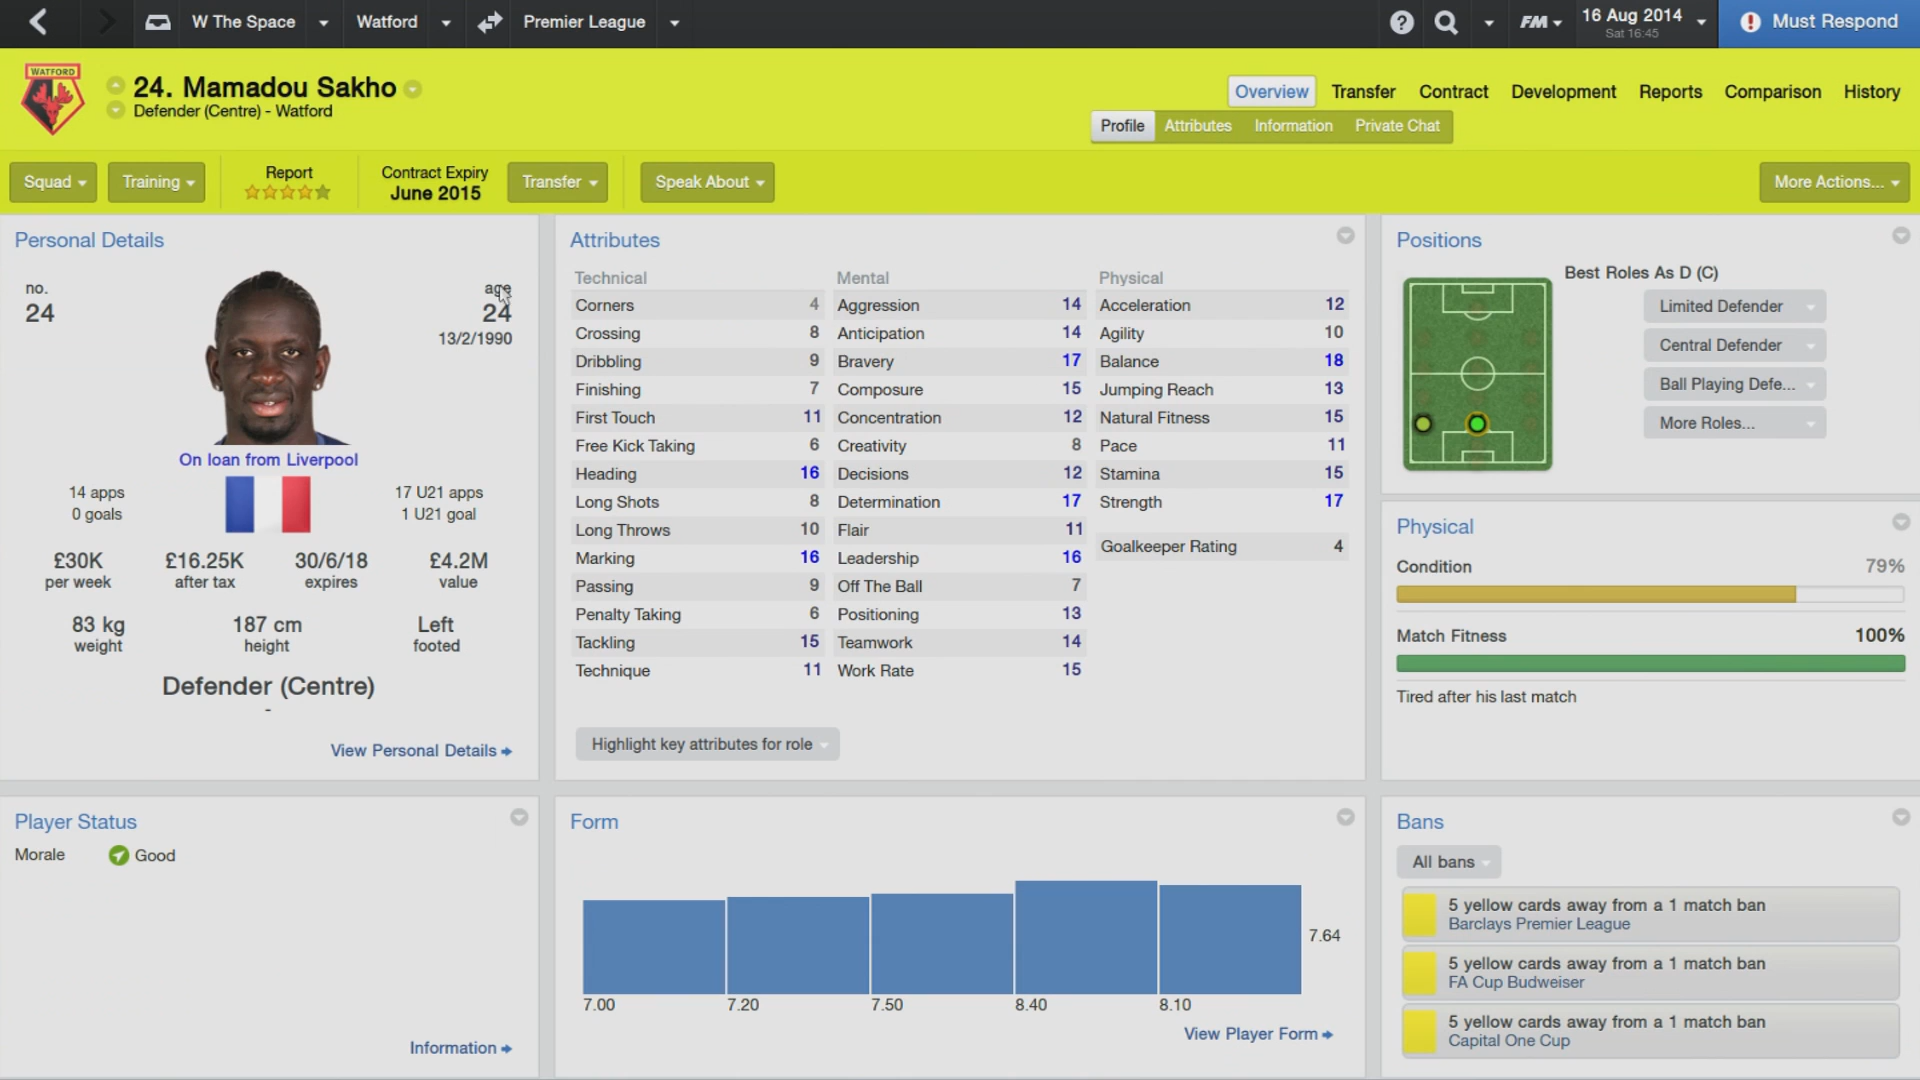 W The Space
Watford
Premier League
FM
16 Aug 2014
Sat 16:45
Must Respond
WATFORD
24. Mamadou Sakho
Defender (Centre) - Watford
Overview Transfer Contract Development Reports Comparison History
Profile Attributes Information Private Chat
Squad
Training
Report
Contract Expiry
June 2015
Transfer
Speak About
More Actions...
Personal Details
no.
24
age
24
13/2/1990
On loan from Liverpool
14 apps
0 goals
17 U21 apps
1 U21 goal
£30K
per week
£16.25K
after tax
30/6/18
expires
£4.2M
value
83 kg
weight
187 cm
height
Left
footed
Defender (Centre)
-
View Personal Details
Attributes
Technical
Corners 4
Crossing 8
Dribbling 9
Finishing 7
First Touch 11
Free Kick Taking 6
Heading 16
Long Shots 8
Long Throws 10
Marking 16
Passing 9
Penalty Taking 6
Tackling 15
Technique 11
Mental
Aggression 14
Anticipation 14
Bravery 17
Composure 15
Concentration 12
Creativity 8
Decisions 12
Determination 17
Flair 11
Leadership 16
Off The Ball 7
Positioning 13
Teamwork 14
Work Rate 15
Physical
Acceleration 12
Agility 10
Balance 18
Jumping Reach 13
Natural Fitness 15
Pace 11
Stamina 15
Strength 17
Goalkeeper Rating 4
Highlight key attributes for role
Positions
Best Roles As D (C)
Limited Defender
Central Defender
Ball Playing Defe...
More Roles...
Physical
Condition 79%
Match Fitness 100%
Tired after his last match
Player Status
Morale Good
Information
Form
7.64
7.00 7.20 7.50 8.40 8.10
View Player Form
Bans
All bans
5 yellow cards away from a 1 match ban
Barclays Premier League
5 yellow cards away from a 1 match ban
FA Cup Budweiser
5 yellow cards away from a 1 match ban
Capital One Cup